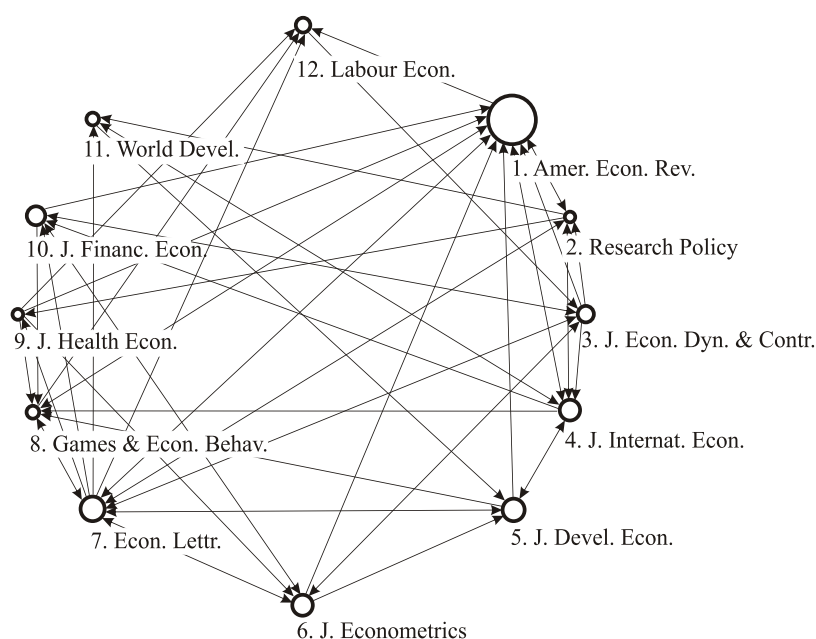 12. Labour Econ.
11. World Devel.
1. Amer. Econ. Rev.
10. J. Financ. Econ.
2. Research Policy
9. J. Health Econ.
3. J. Econ. Dyn. & Contr.
8. Games & Econ. Behav.
4. J. Internat. Econ.
7. Econ. Lettr.
5. J. Devel. Econ.
6. J. Econometrics